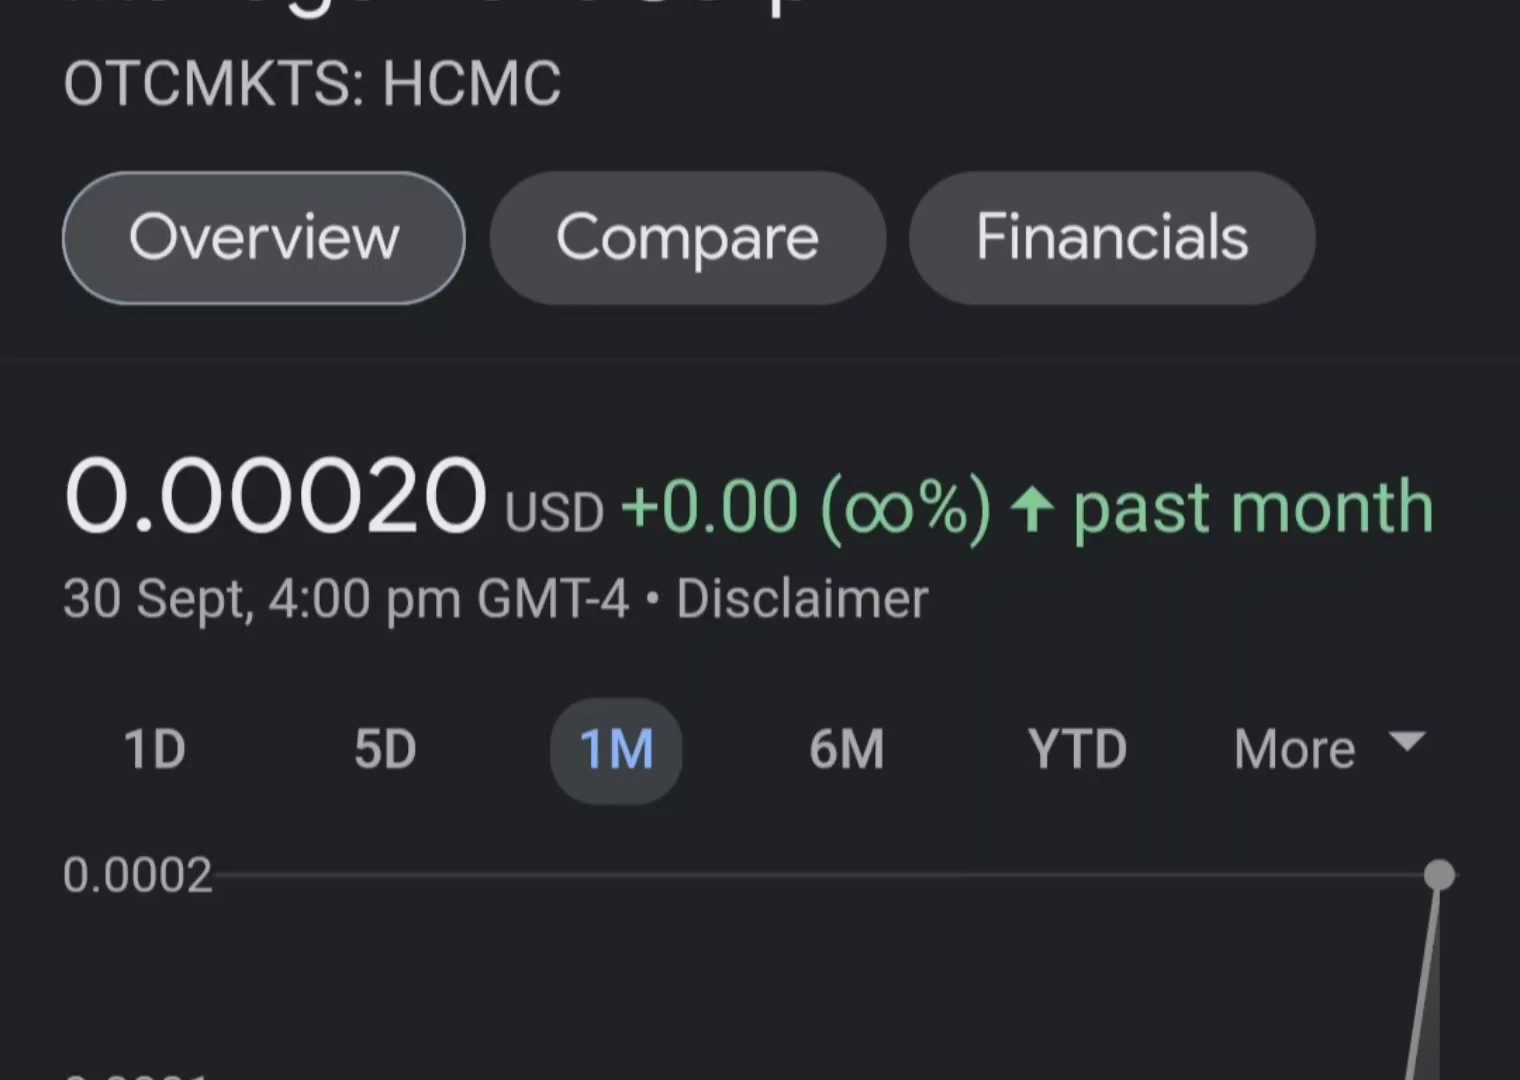 OTCMKTS: HCMC
Overview Compare Financials
0.00020 USD +0.00 (∞%) ↑ past month
30 Sept, 4:00 pm GMT-4 • Disclaimer
1D 5D 1M 6M YTD More
0.0002